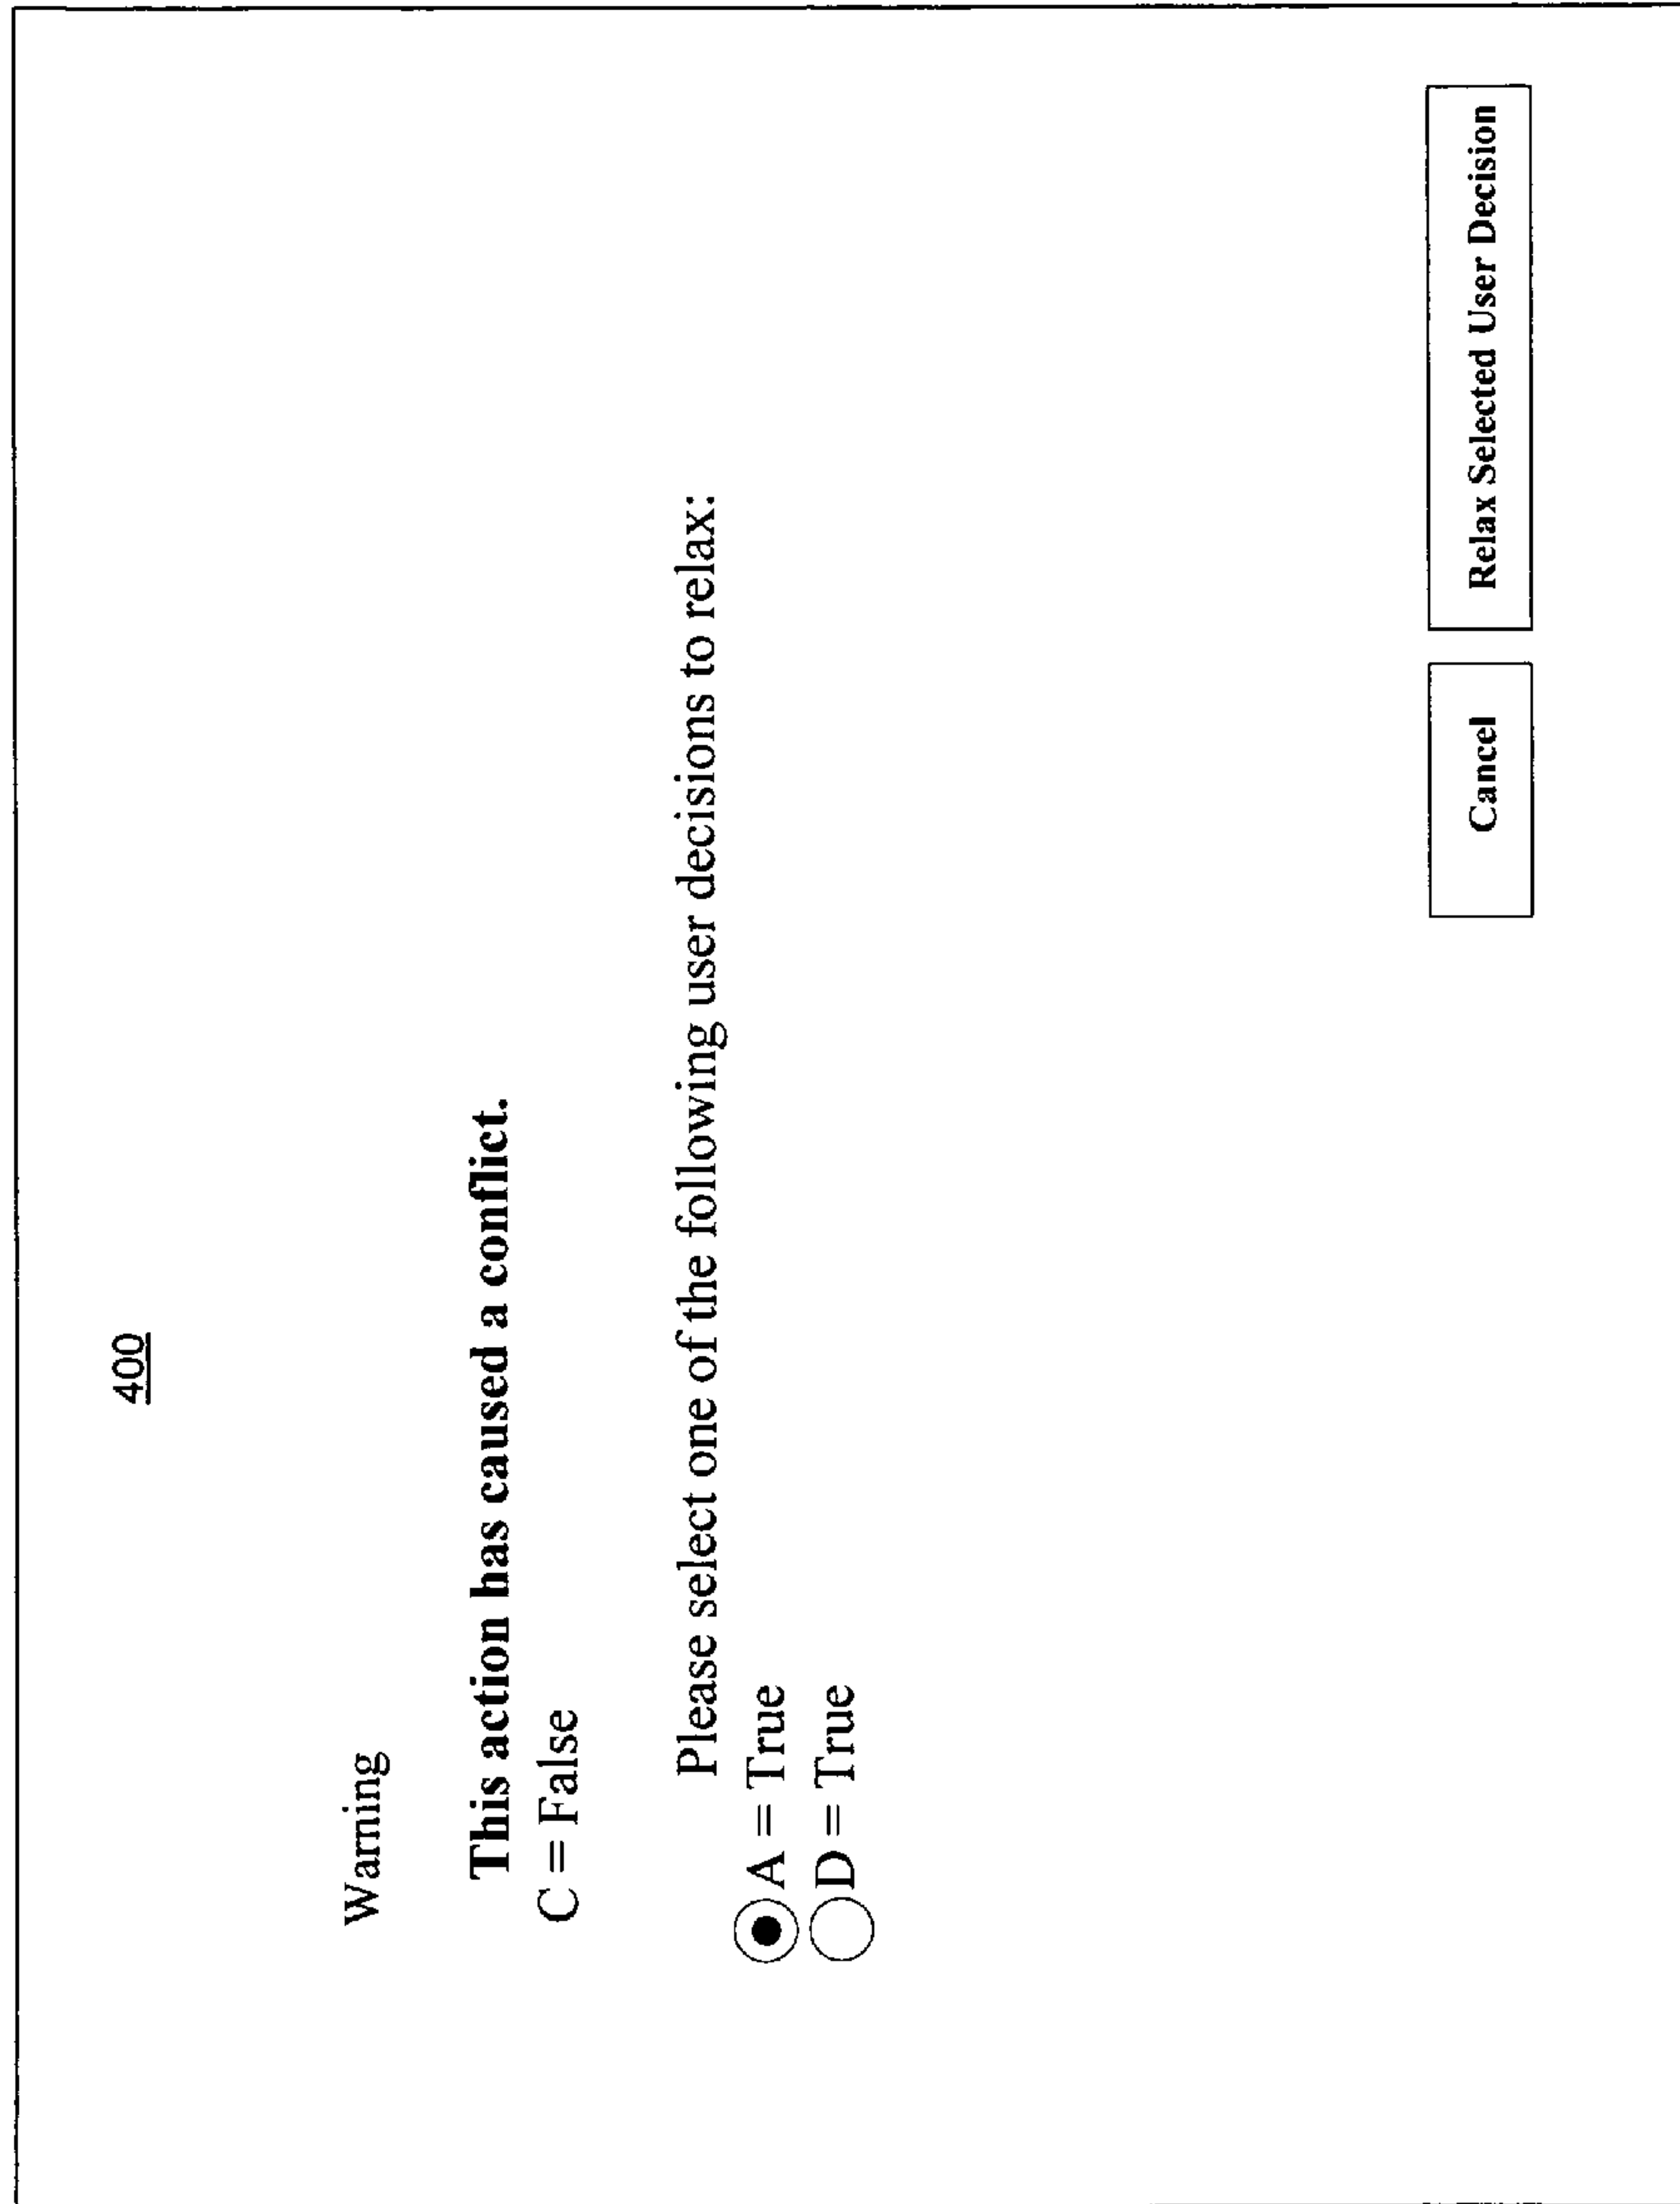 400
Warning
This action has caused a conflict.
C = False
Please select one of the following user decisions to relax:
A = True
D = True
Cancel
Relax Selected User Decision